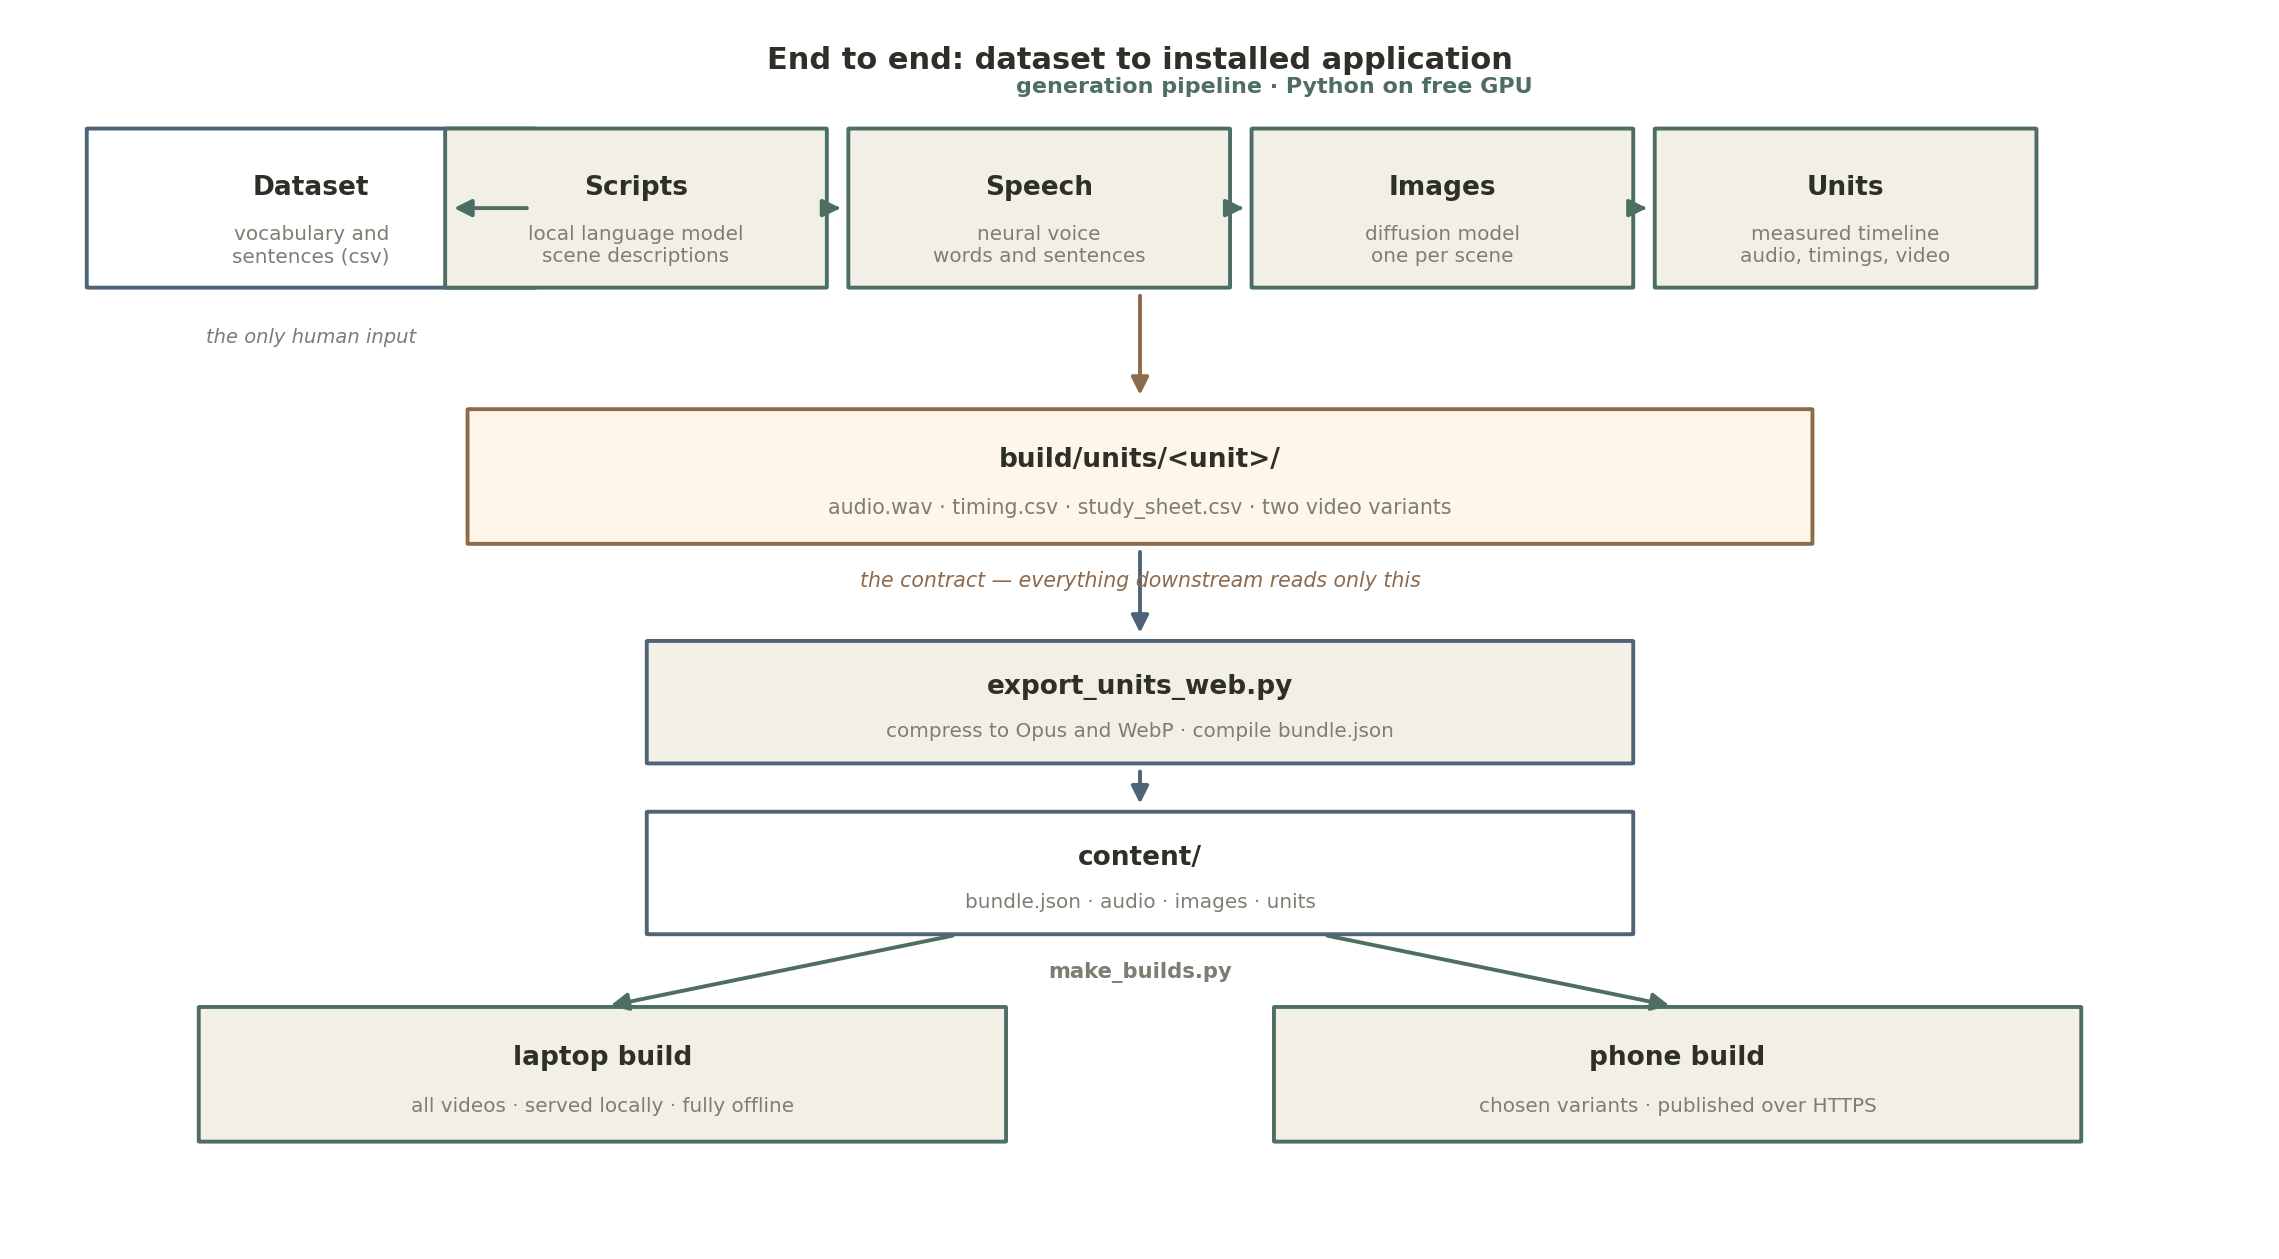 End to end: dataset to installed application
generation pipeline · Python on free GPU
Dataset
vocabulary and
sentences (csv)
the only human input
Scripts
local language model
scene descriptions
Speech
neural voice
words and sentences
Images
diffusion model
one per scene
Units
measured timeline
audio, timings, video
build/units/<unit>/
audio.wav · timing.csv · study_sheet.csv · two video variants
the contract — everything downstream reads only this
export_units_web.py
compress to Opus and WebP · compile bundle.json
content/
bundle.json · audio · images · units
make_builds.py
laptop build
all videos · served locally · fully offline
phone build
chosen variants · published over HTTPS